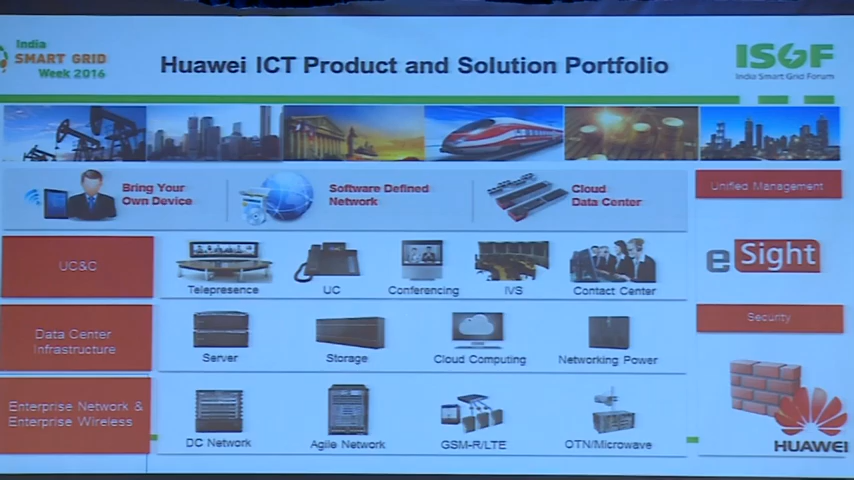 India
SMART GRID
Week 2016
Huawei ICT Product and Solution Portfolio
ISGF
India Smart Grid Forum
Bring Your
Own Device
Software Defined
Network
Cloud
Data Center
Unified Management
UC&C
Telepresence
UC
Conferencing
IVS
Contact Center
eSight
Data Center
Infrastructure
Server
Storage
Cloud Computing
Networking Power
Security
Enterprise Network &
Enterprise Wireless
DC Network
Agile Network
GSM-R/LTE
OTN/Microwave
HUAWEI